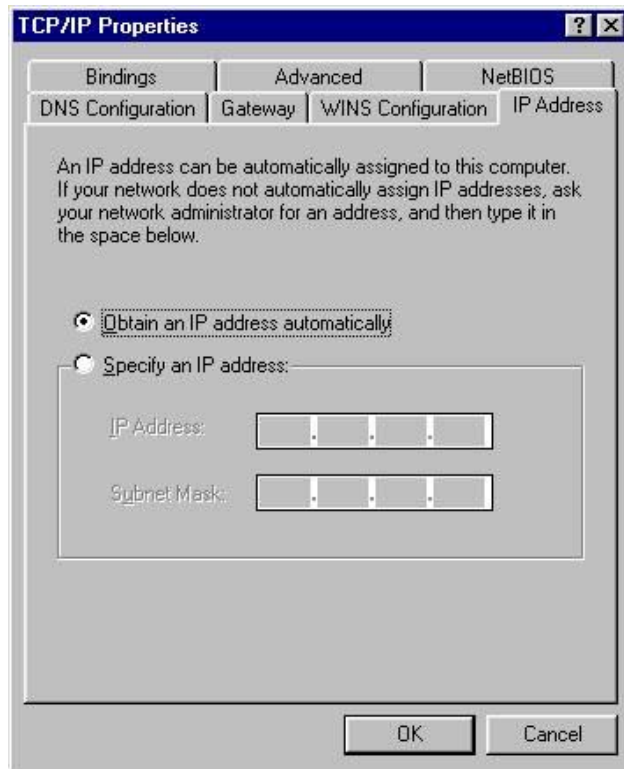 TCP/IP Properties
Bindings Advanced NetBIOS
DNS Configuration Gateway WINS Configuration IP Address
An IP address can be automatically assigned to this computer.
If your network does not automatically assign IP addresses, ask
your network administrator for an address, and then type it in
the space below.
Obtain an IP address automatically
Specify an IP address:
IP Address: . . .
Subnet Mask: . . .
OK Cancel